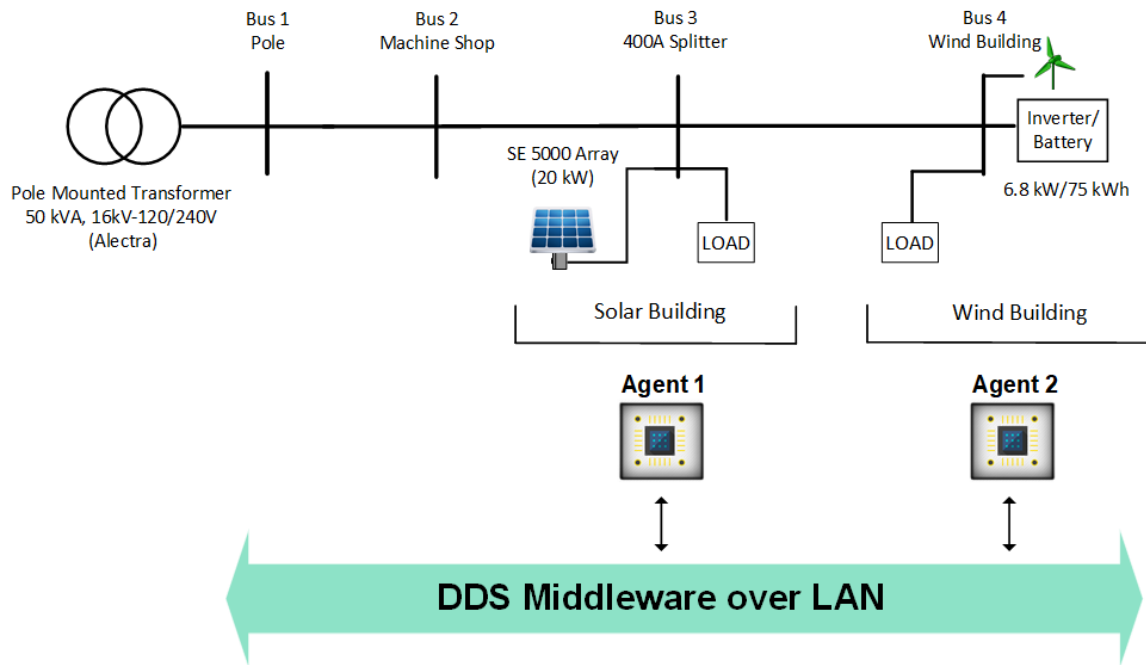 Bus 1
Pole
Bus 2
Machine Shop
Bus 3
400A Splitter
Bus 4
Wind Building
Inverter/
Battery
SE 5000 Array
(20 kW)
Pole Mounted Transformer
50 kVA, 16kV-120/240V
(Alectra)
6.8 kW/75 kWh
LOAD
LOAD
Solar Building
Wind Building
Agent 1
Agent 2
DDS Middleware over LAN